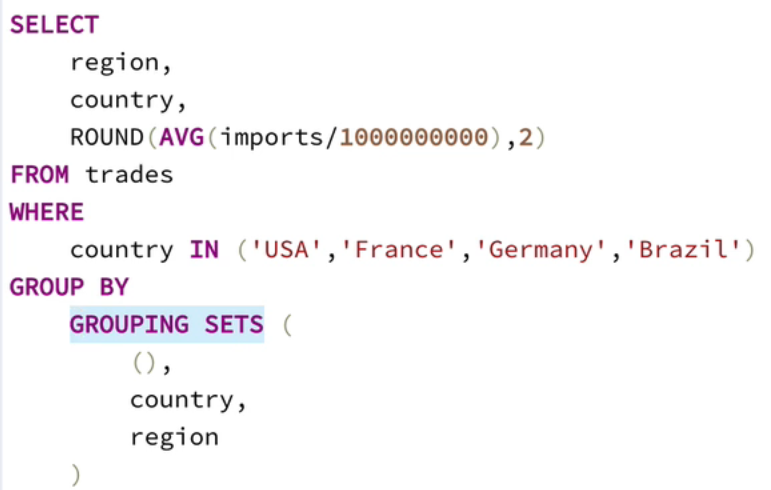 SELECT
region,
country,
ROUND(AVG(imports/1000000000),2)
FROM trades
WHERE
country IN ('USA','France','Germany','Brazil')
GROUP BY
GROUPING SETS (
(),
country,
region
)